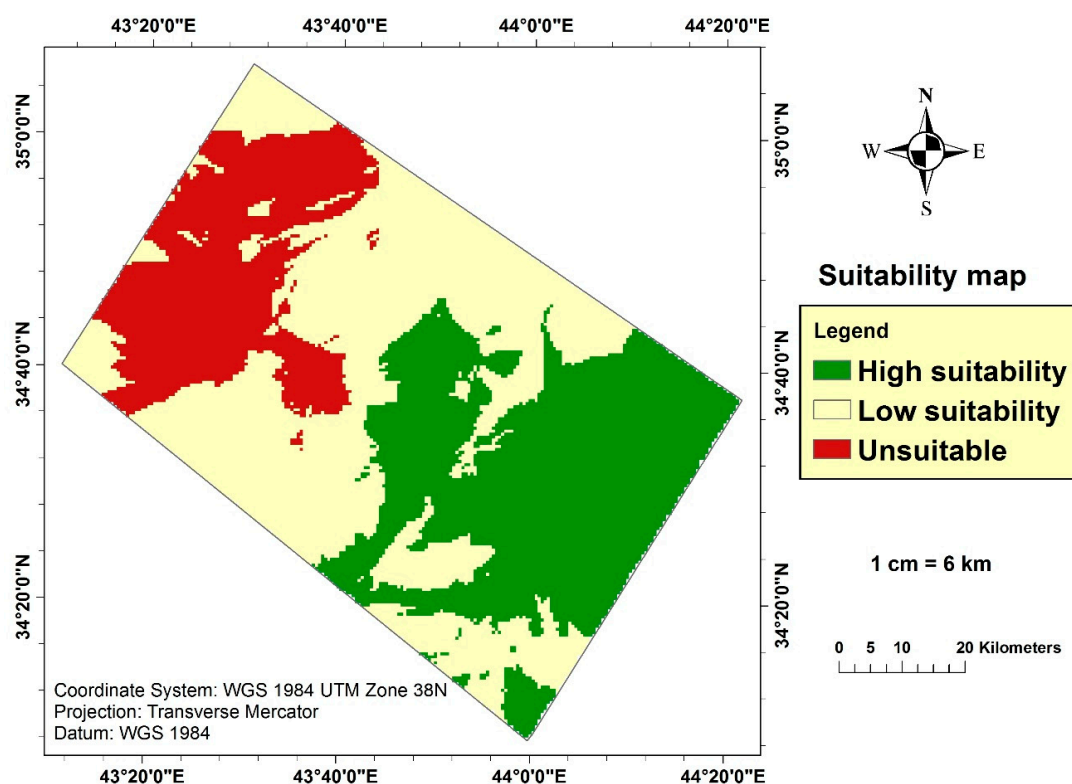 43°20'0"E 43°40'0"E 44°0'0"E 44°20'0"E
35°0'0"N
34°40'0"N
34°20'0"N
35°0'0"N
34°40'0"N
34°20'0"N
Coordinate System: WGS 1984 UTM Zone 38N
Projection: Transverse Mercator
Datum: WGS 1984
43°20'0"E 43°40'0"E 44°0'0"E 44°20'0"E
N
W E
S
Suitability map
Legend
High suitability
Low suitability
Unsuitable
1 cm = 6 km
0 5 10 20 Kilometers